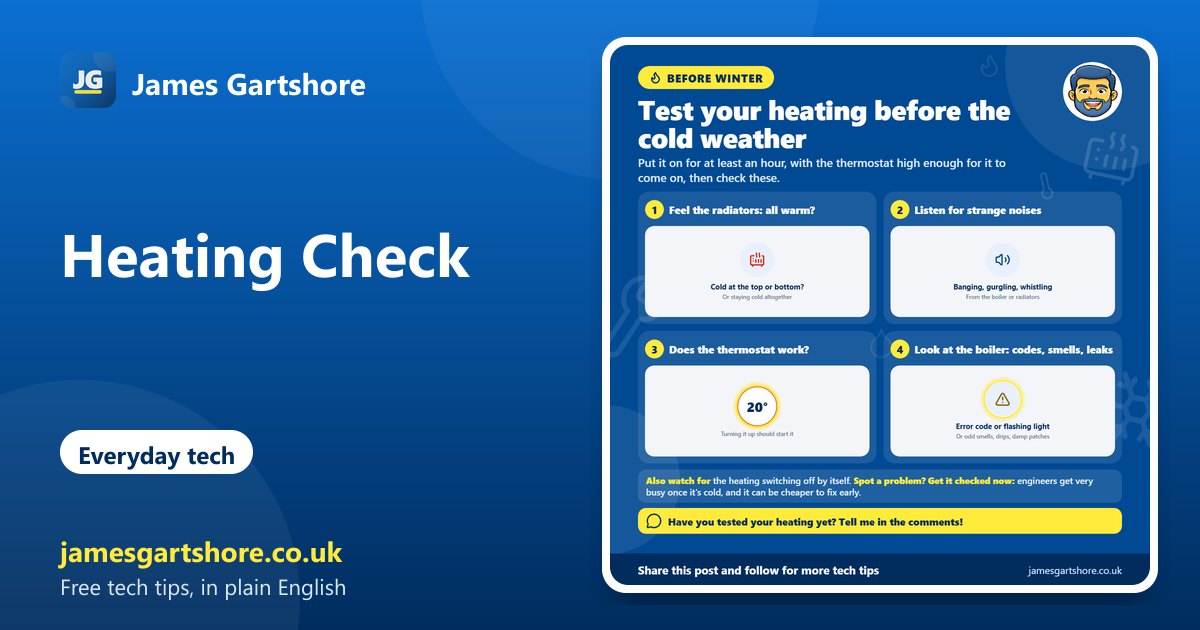 JG
James Gartshore
Heating Check
Everyday tech
jamesgartshore.co.uk
Free tech tips, in plain English
BEFORE WINTER
Test your heating before the
cold weather
Put it on for at least an hour, with the thermostat high enough for it to
come on, then check these.
1 Feel the radiators: all warm?
Cold at the top or bottom?
Or staying cold altogether
2 Listen for strange noises
Banging, gurgling, whistling
From the boiler or radiators
3 Does the thermostat work?
20°
Turning it up should start it
4 Look at the boiler: codes, smells, leaks
Error code or flashing light
Or odd smells, drips, damp patches
Also watch for the heating switching off by itself. Spot a problem? Get it checked now: engineers get very
busy once it's cold, and it can be cheaper to fix early.
Have you tested your heating yet? Tell me in the comments!
Share this post and follow for more tech tips
jamesgartshore.co.uk